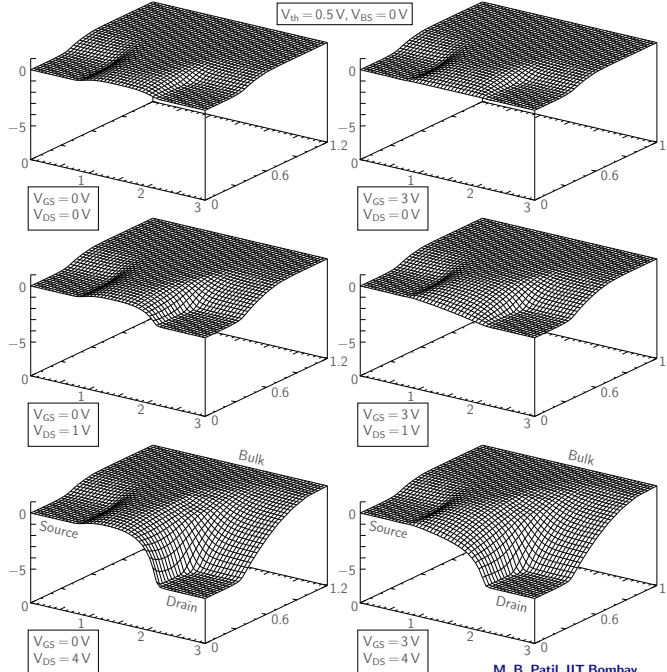 V_th = 0.5 V, V_BS = 0 V
0
−5
0
1
2
3
0
0.6
1.2
V_GS = 0 V
V_DS = 0 V
0
−5
0
1
2
3
0
0.6
1
V_GS = 3 V
V_DS = 0 V
0
−5
0
1
2
3
0
0.6
1.2
V_GS = 0 V
V_DS = 1 V
0
−5
0
1
2
3
0
0.6
1
V_GS = 3 V
V_DS = 1 V
Bulk
0
Source
−5
Drain
0
1
2
3
0
0.6
1.2
V_GS = 0 V
V_DS = 4 V
Bulk
0
Source
−5
Drain
0
1
2
3
0
0.6
1
V_GS = 3 V
V_DS = 4 V
M. B. Patil, IIT Bombay